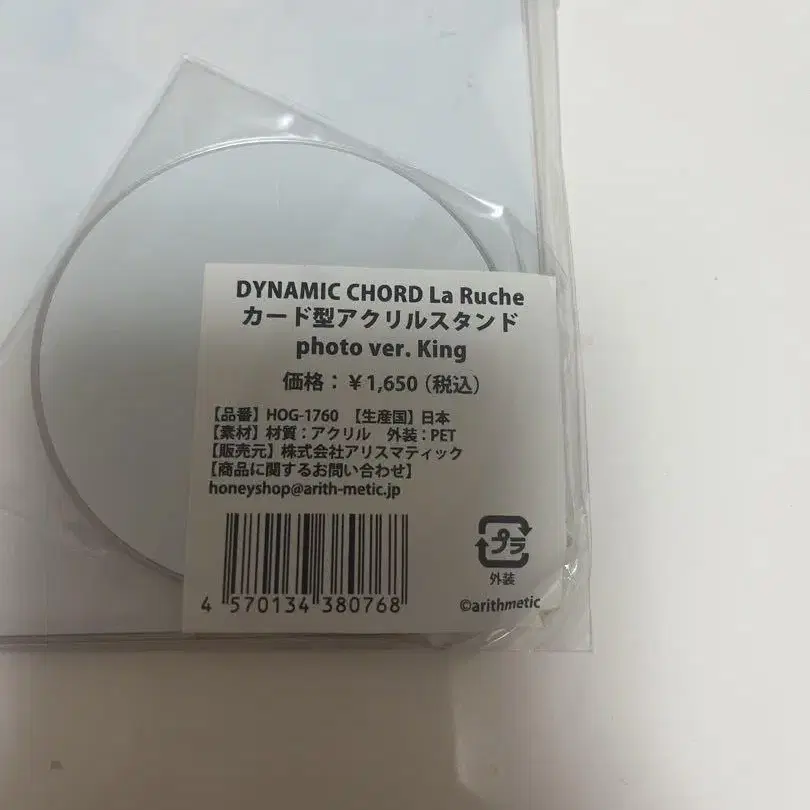 DYNAMIC CHORD La Ruche
カード型アクリルスタンド
photo ver. King
価格：￥1,650（税込）
【品番】HOG-1760 【生産国】日本
【素材】材質：アクリル 外装：PET
【販売元】株式会社アリスマティック
【商品に関するお問い合わせ】
honeyshop@arith-metic.jp
プラ
外装
4 570134 380768
©arithmetic